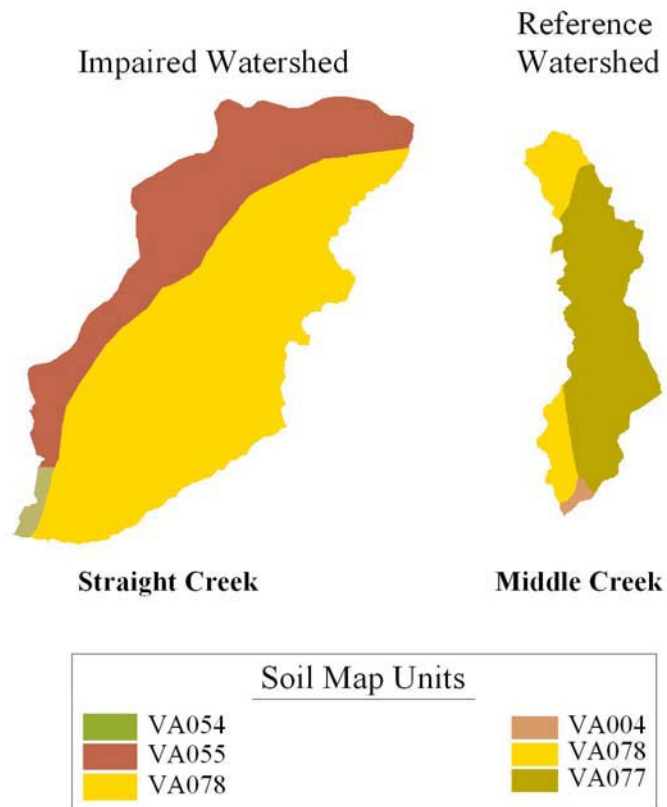 Impaired Watershed
Reference
Watershed
Straight Creek
Middle Creek
Soil Map Units
VA054
VA055
VA078
VA004
VA078
VA077